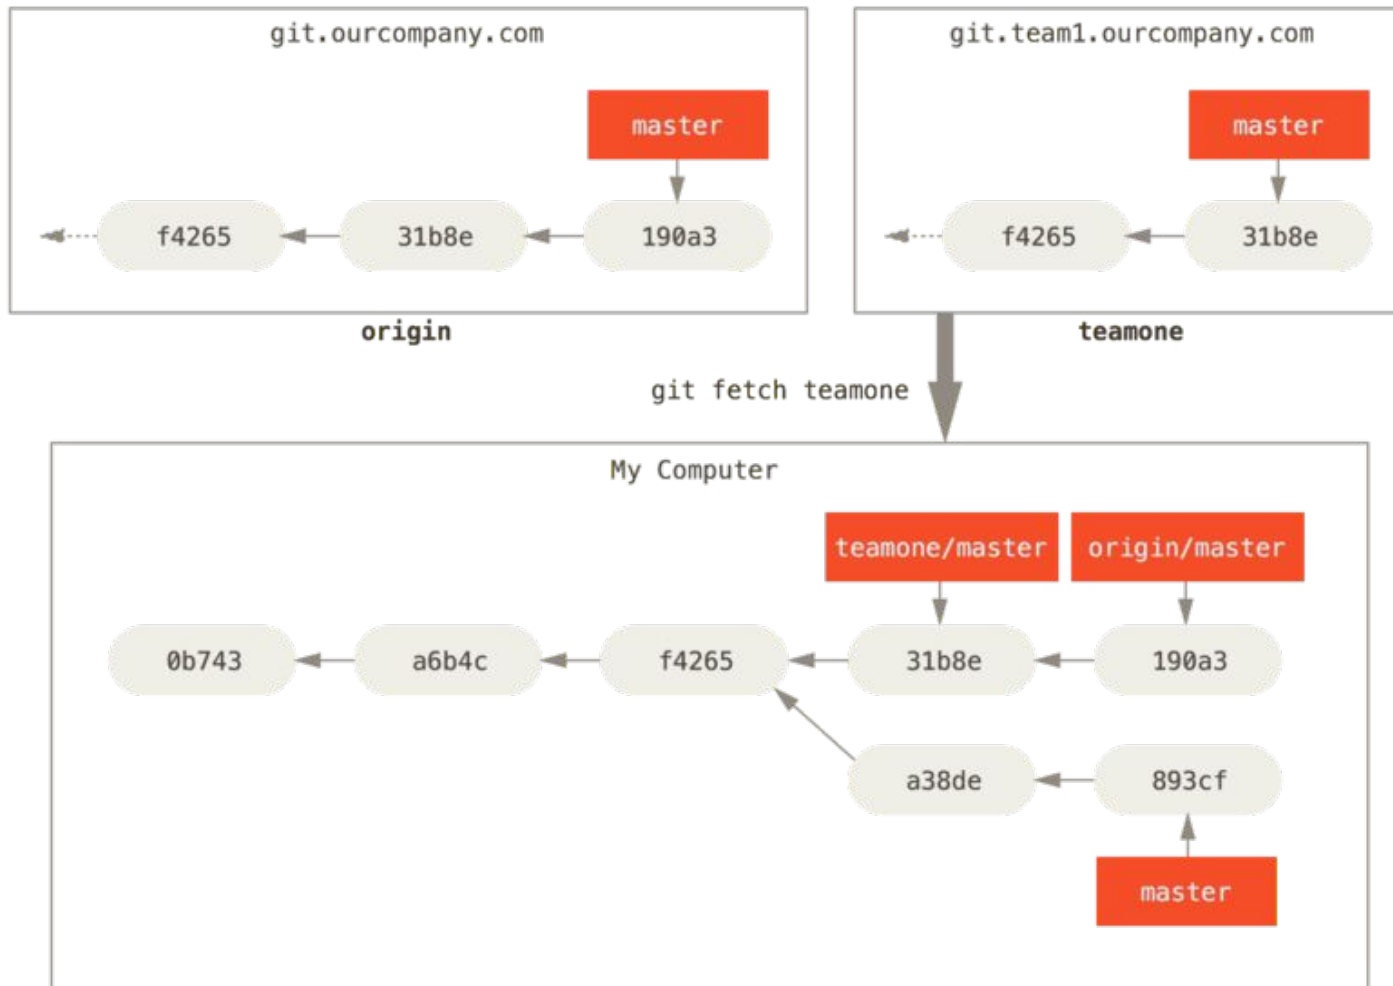 git.ourcompany.com
master
f4265 31b8e 190a3
origin
git.team1.ourcompany.com
master
f4265 31b8e
teamone
git fetch teamone
My Computer
teamone/master origin/master
0b743 a6b4c f4265 31b8e 190a3
a38de 893cf
master